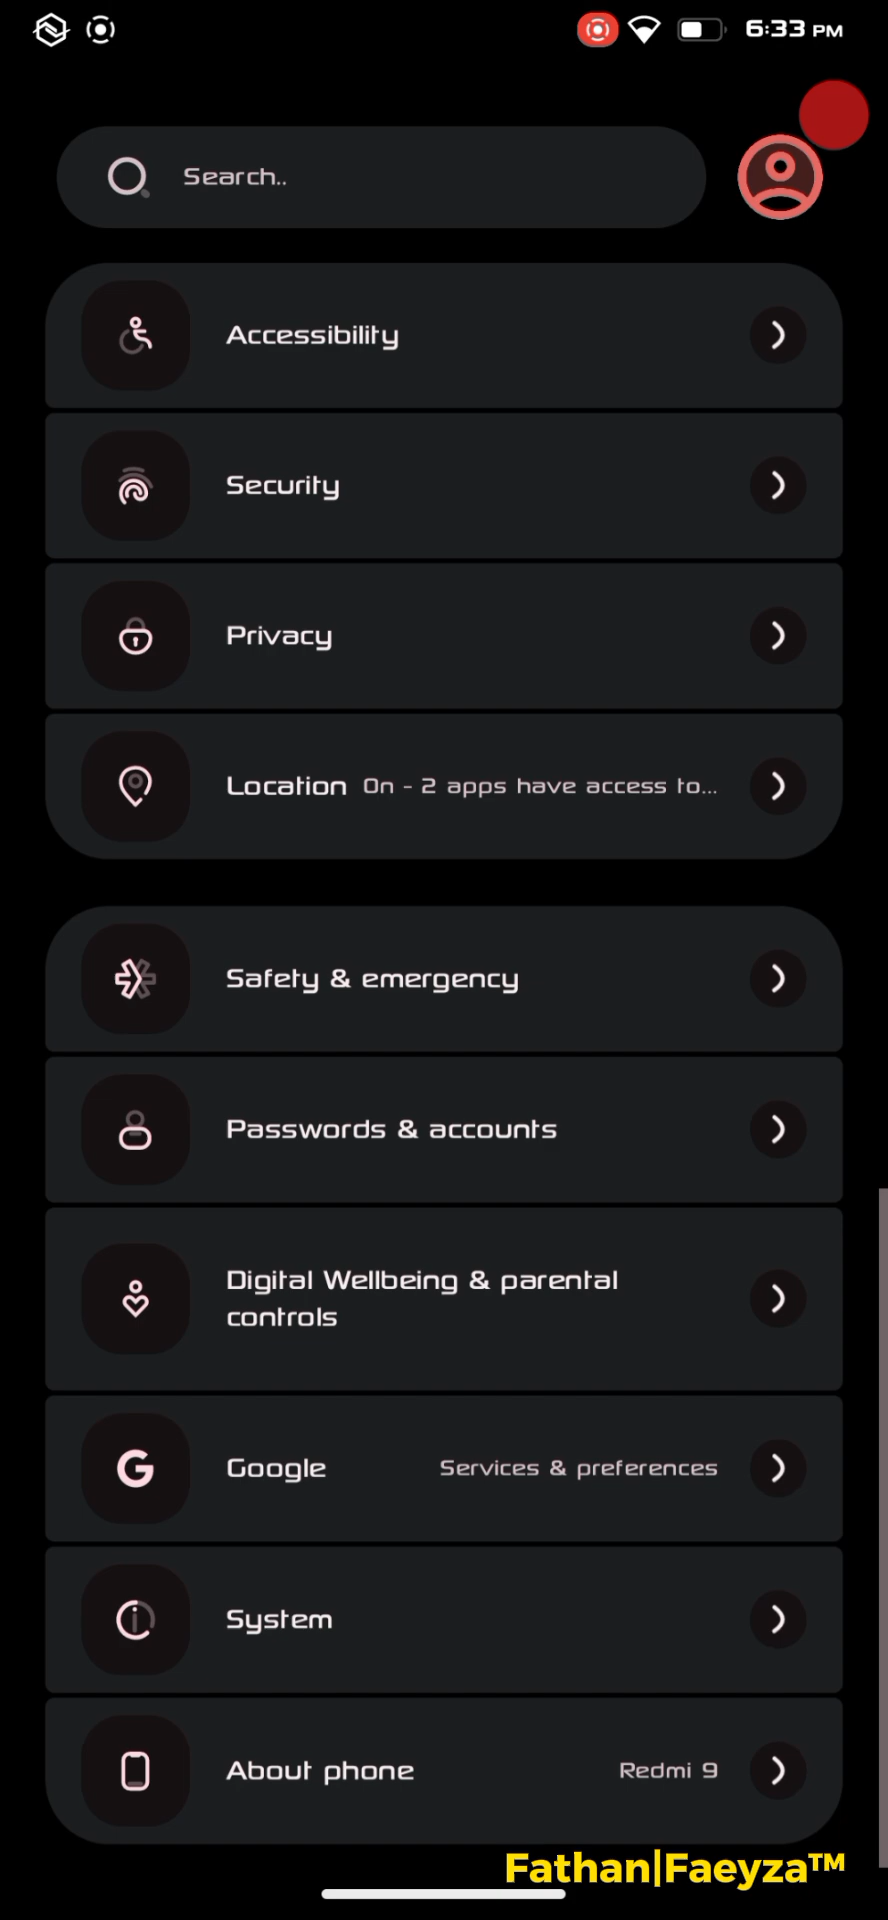 6:33 PM
Search..
Accessibility
Security
Privacy
Location On - 2 apps have access to...
Safety & emergency
Passwords & accounts
Digital Wellbeing & parental
controls
Google Services & preferences
System
About phone Redmi 9
Fathan|Faeyza™